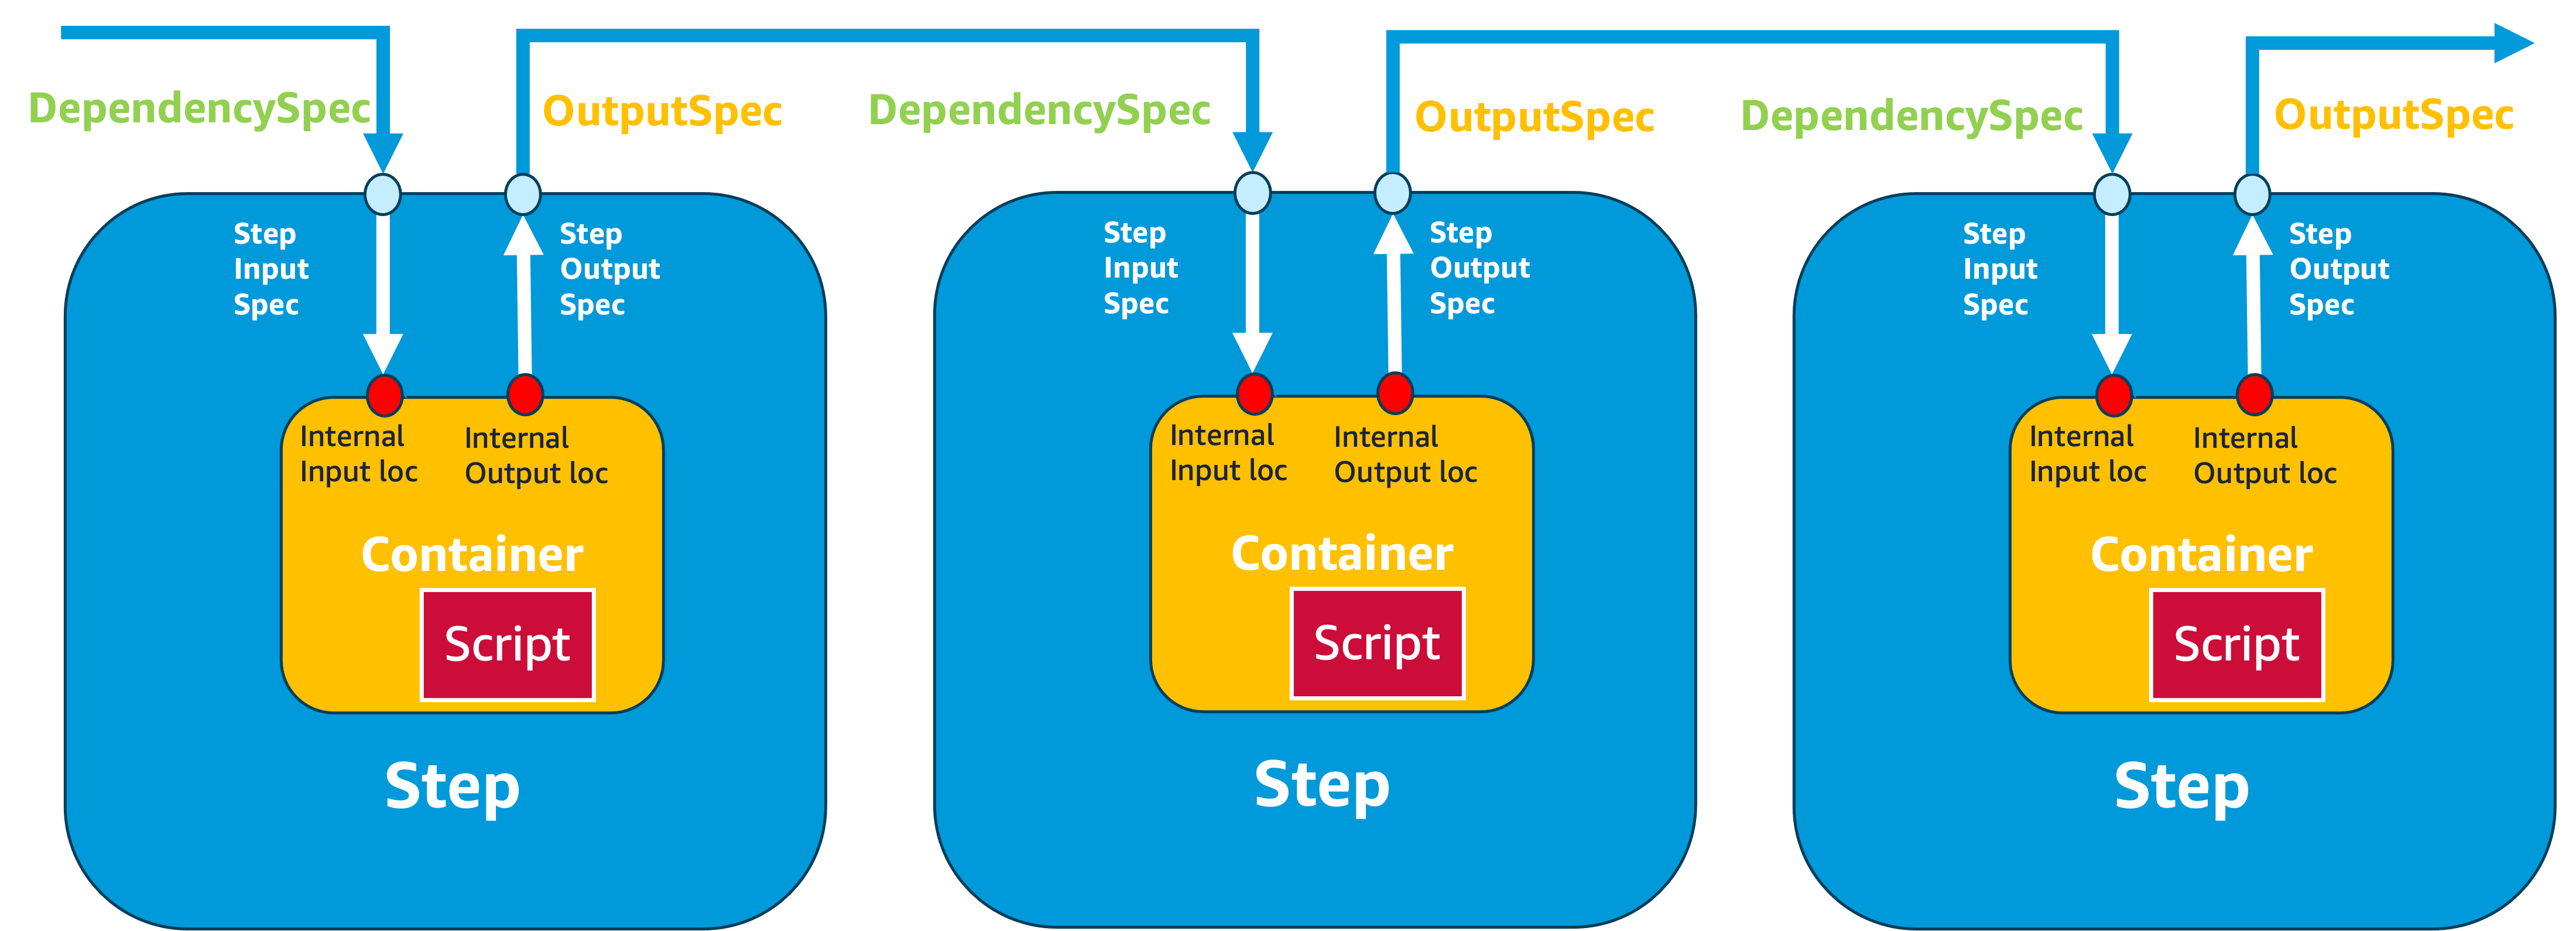 DependencySpec
OutputSpec
DependencySpec
OutputSpec
DependencySpec
OutputSpec
Step
Input
Spec
Step
Output
Spec
Internal
Input loc
Internal
Output loc
Container
Script
Step
Step
Input
Spec
Step
Output
Spec
Internal
Input loc
Internal
Output loc
Container
Script
Step
Step
Input
Spec
Step
Output
Spec
Internal
Input loc
Internal
Output loc
Container
Script
Step